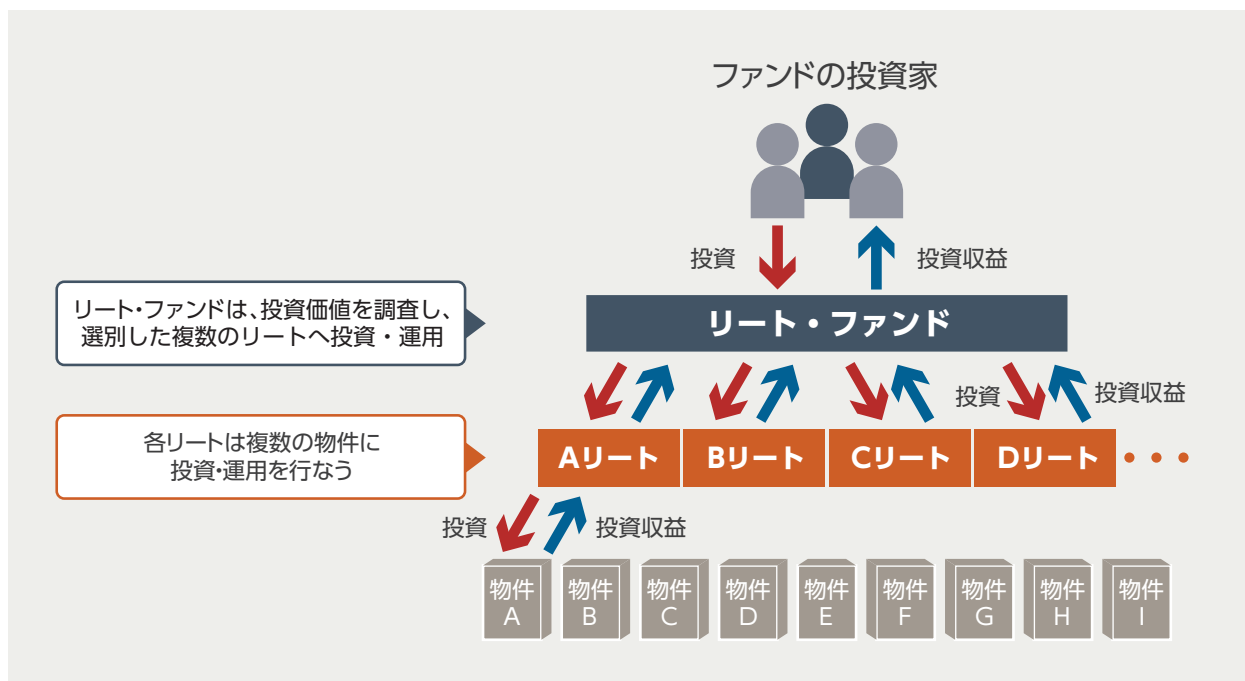 ファンドの投資家
投資
投資収益
リート・ファンドは、投資価値を調査し、
選別した複数のリートへ投資・運用
リート・ファンド
投資
投資収益
各リートは複数の物件に
投資・運用を行なう
Aリート
Bリート
Cリート
Dリート
・・・
投資
投資収益
物件
A
物件
B
物件
C
物件
D
物件
E
物件
F
物件
G
物件
H
物件
I